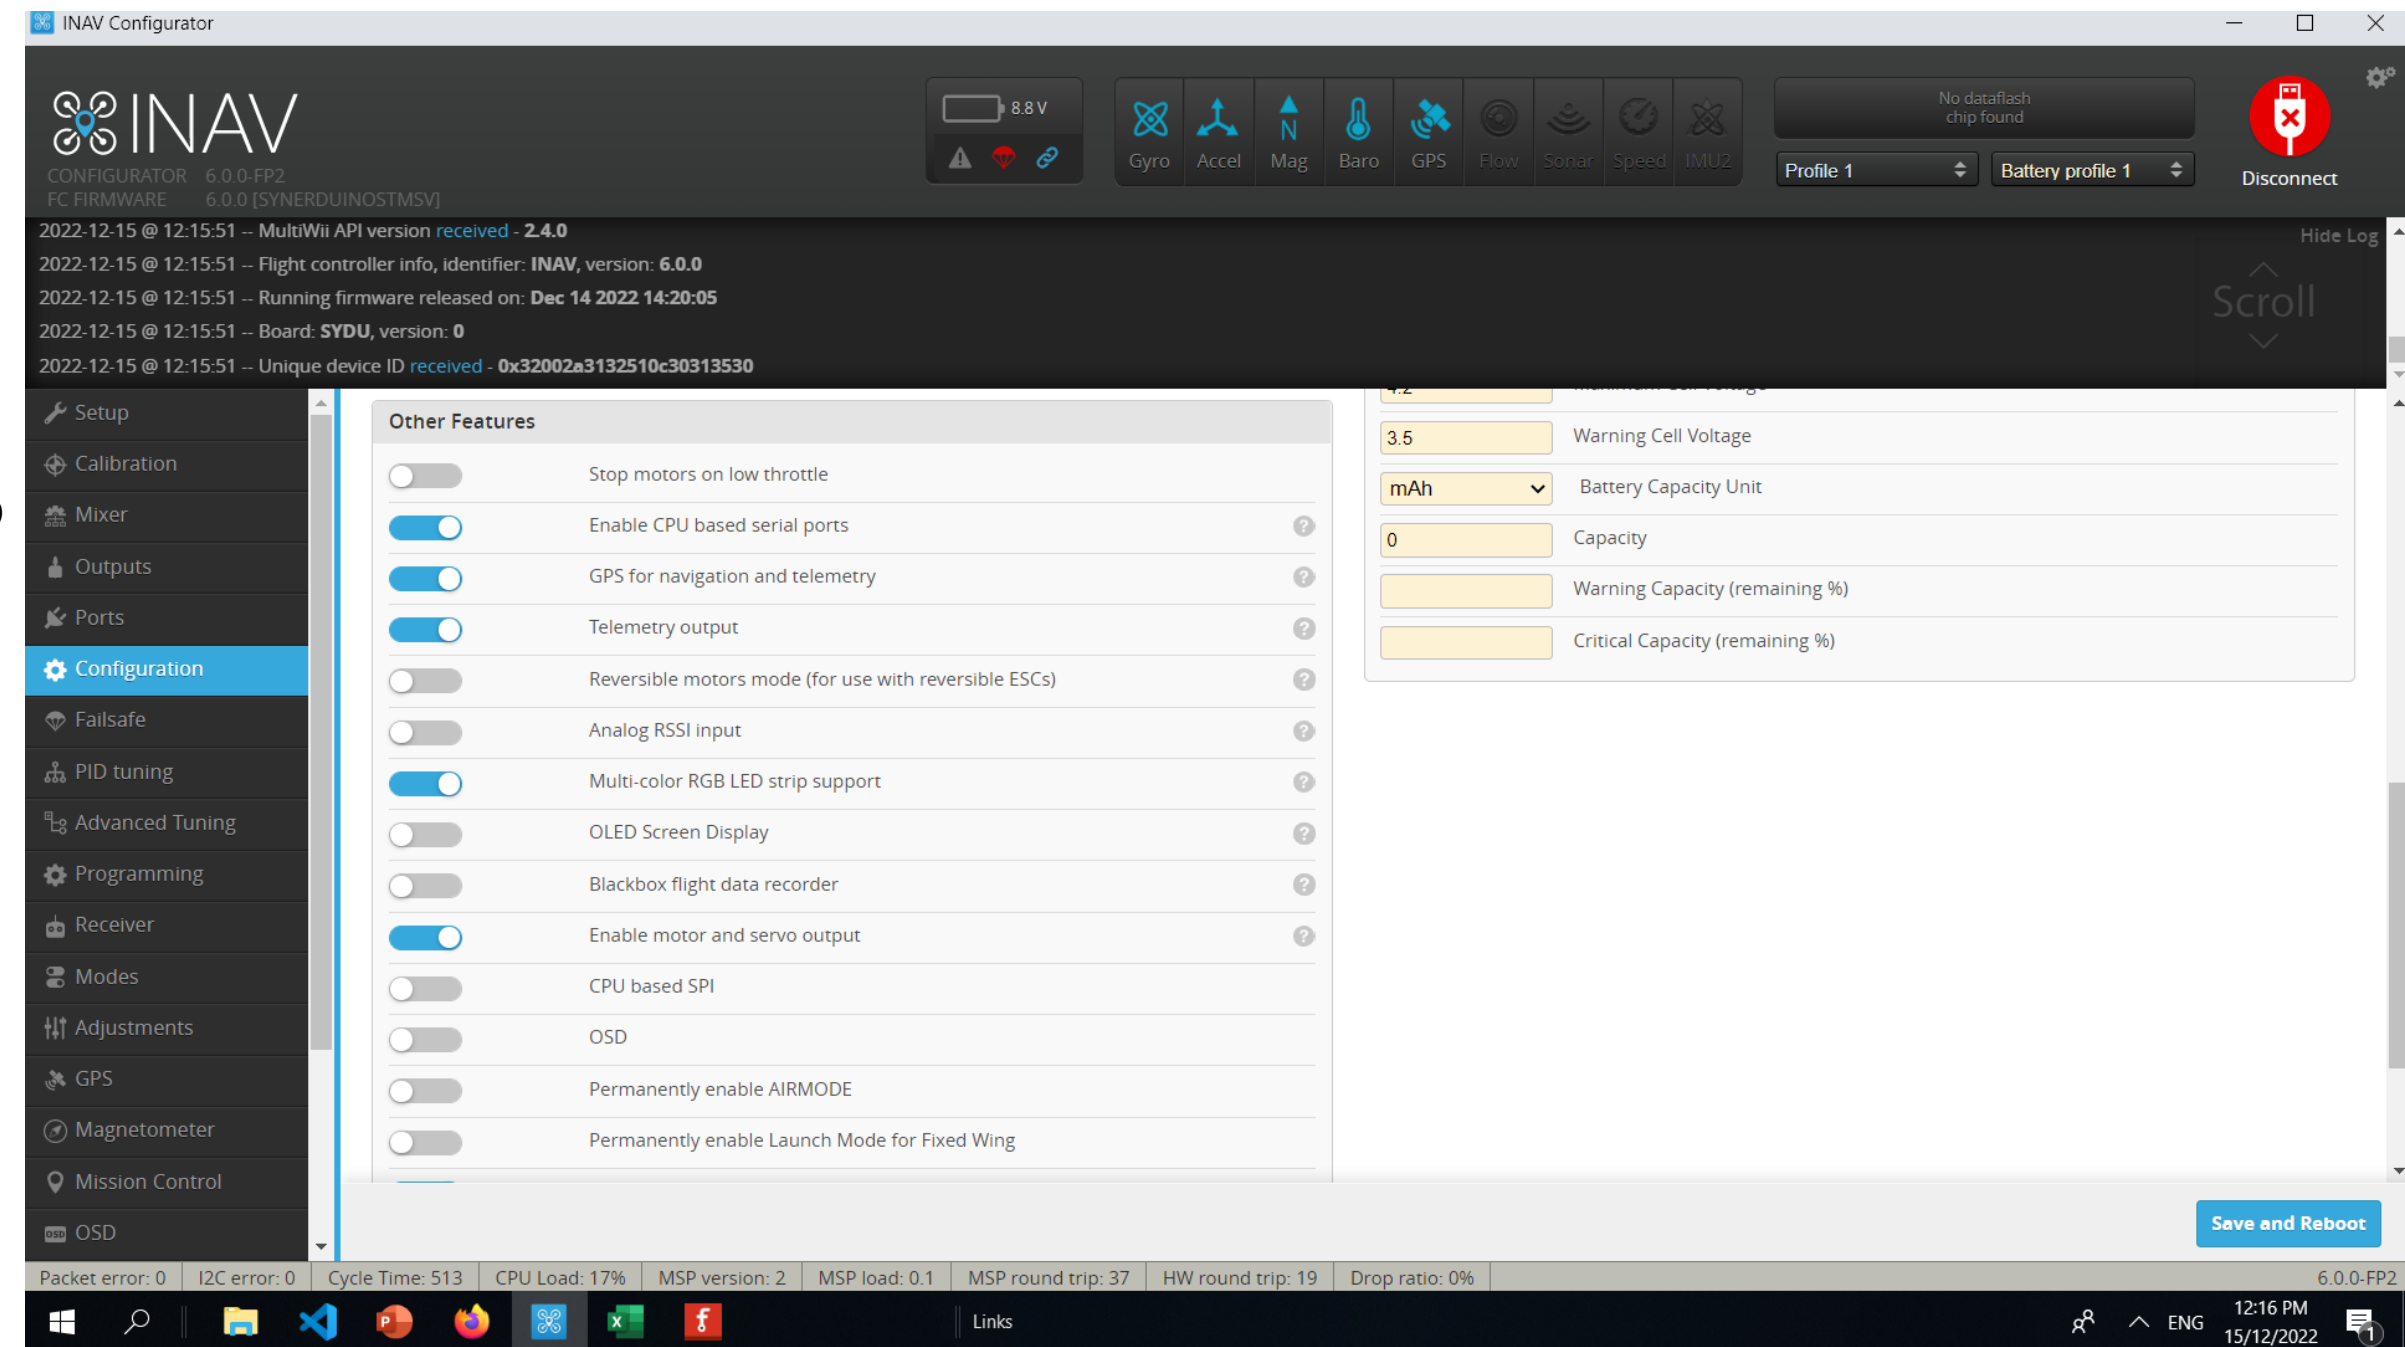 INAV Configurator
INAV
CONFIGURATOR 6.0.0-FP2
FC FIRMWARE 6.0.0 [SYNERDUINOSTMSV]
8.8 V
Gyro Accel Mag Baro GPS Flow Sonar Speed IMU2
N
No dataflash
chip found
Profile 1
Battery profile 1
Disconnect
2022-12-15 @ 12:15:51 -- MultiWii API version received - 2.4.0
2022-12-15 @ 12:15:51 -- Flight controller info, identifier: INAV, version: 6.0.0
2022-12-15 @ 12:15:51 -- Running firmware released on: Dec 14 2022 14:20:05
2022-12-15 @ 12:15:51 -- Board: SYDU, version: 0
2022-12-15 @ 12:15:51 -- Unique device ID received - 0x32002a3132510c30313530
Hide Log
Scroll
Setup
Calibration
Mixer
Outputs
Ports
Configuration
Failsafe
PID tuning
Advanced Tuning
Programming
Receiver
Modes
Adjustments
GPS
Magnetometer
Mission Control
OSD
Other Features
Stop motors on low throttle
Enable CPU based serial ports
GPS for navigation and telemetry
Telemetry output
Reversible motors mode (for use with reversible ESCs)
Analog RSSI input
Multi-color RGB LED strip support
OLED Screen Display
Blackbox flight data recorder
Enable motor and servo output
CPU based SPI
OSD
Permanently enable AIRMODE
Permanently enable Launch Mode for Fixed Wing
4.2 Maximum Cell Voltage
3.5 Warning Cell Voltage
mAh Battery Capacity Unit
0 Capacity
Warning Capacity (remaining %)
Critical Capacity (remaining %)
Save and Reboot
Packet error: 0 I2C error: 0 Cycle Time: 513 CPU Load: 17% MSP version: 2 MSP load: 0.1 MSP round trip: 37 HW round trip: 19 Drop ratio: 0% 6.0.0-FP2
Links
ENG
12:16 PM
15/12/2022
1